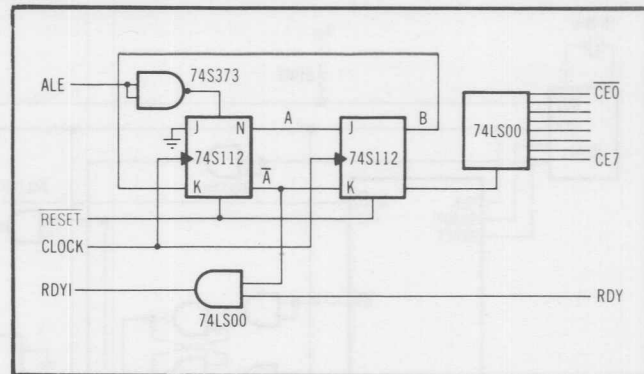 74S373
ALE
CE0
J N A J B
74LS00
74S112 74S112
A
K K CE7
RESET
CLOCK
RDYI RDY
74LS00